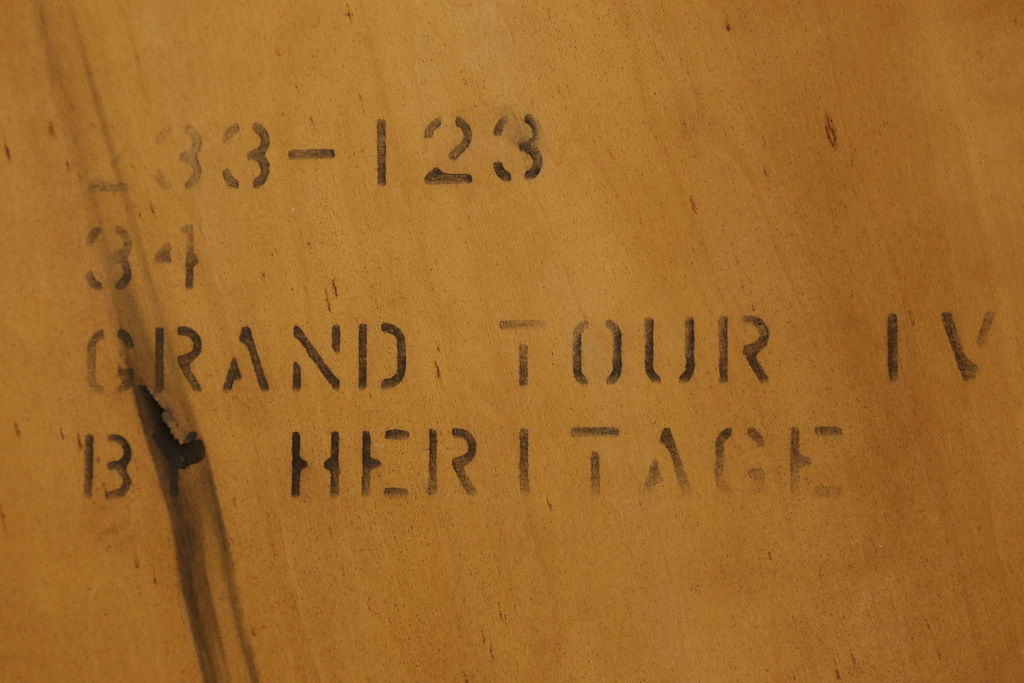 33-123
34
GRAND TOUR IV
BY HERITAGE